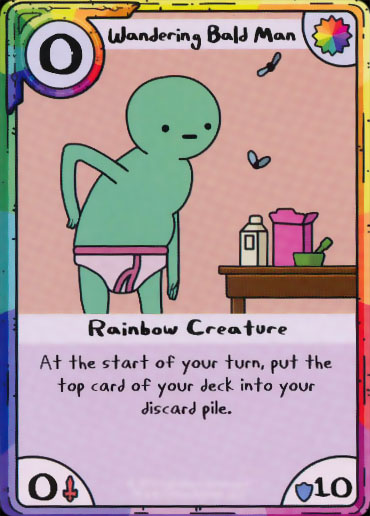 0
Wandering Bald Man
Rainbow Creature
At the start of your turn, put the
top card of your deck into your
discard pile.
0
10